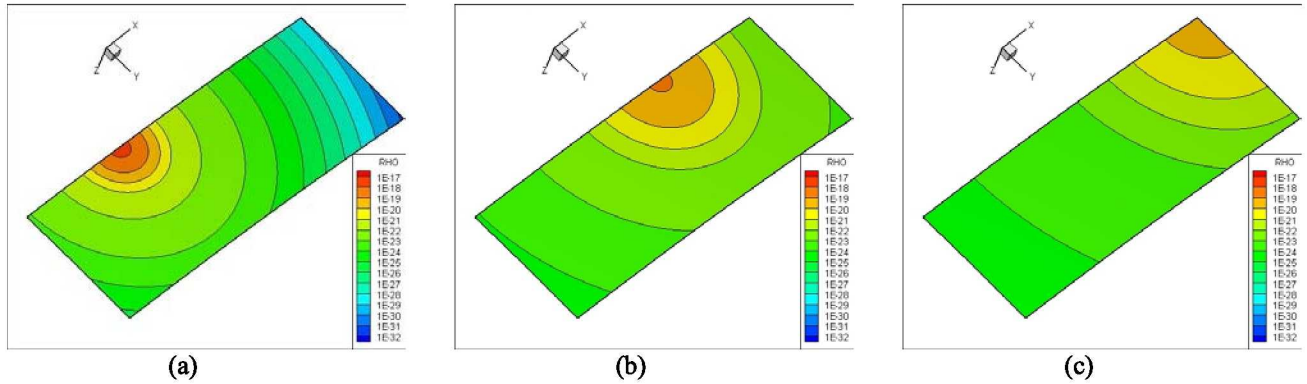 X
Z
Y
RHO
1E-17
1E-18
1E-19
1E-20
1E-21
1E-22
1E-23
1E-24
1E-25
1E-26
1E-27
1E-28
1E-29
1E-30
1E-31
1E-32
(a)
X
Z
Y
RHO
1E-17
1E-18
1E-19
1E-20
1E-21
1E-22
1E-23
1E-24
1E-25
1E-26
1E-27
1E-28
1E-29
1E-30
1E-31
1E-32
(b)
X
Z
Y
RHO
1E-17
1E-18
1E-19
1E-20
1E-21
1E-22
1E-23
1E-24
1E-25
1E-26
1E-27
1E-28
1E-29
1E-30
1E-31
1E-32
(c)